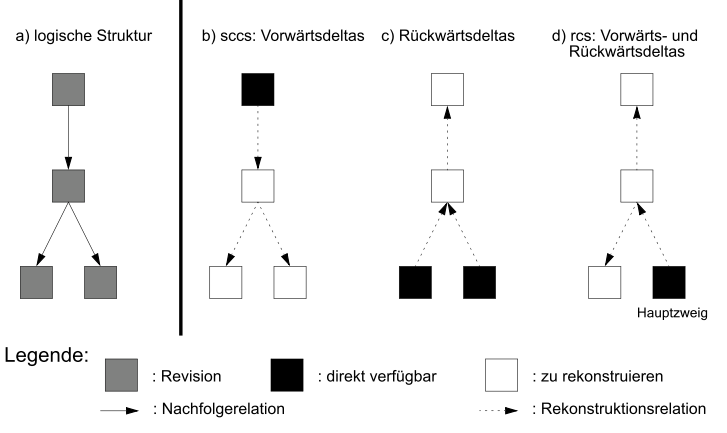 a) logische Struktur
b) sccs: Vorwärtsdeltas
c) Rückwärtsdeltas
d) rcs: Vorwärts- und
Rückwärtsdeltas
Hauptzweig
Legende:
: Revision
: direkt verfügbar
: zu rekonstruieren
: Nachfolgerelation
: Rekonstruktionsrelation